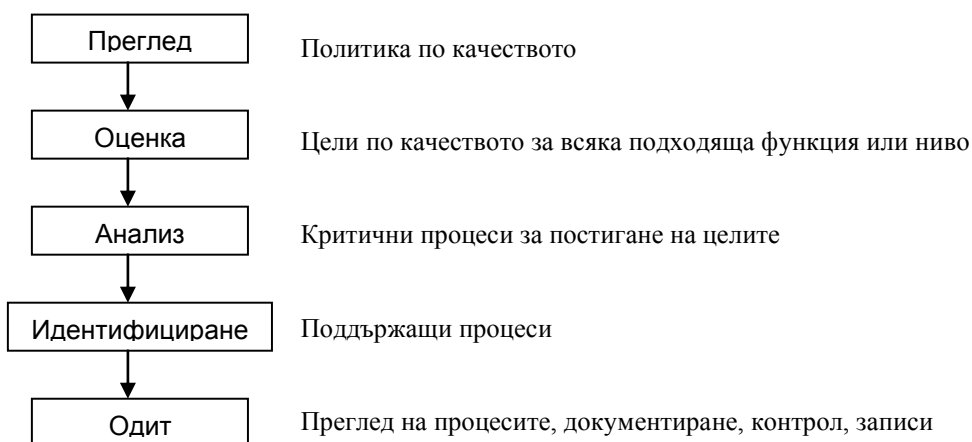 Преглед
Политика по качеството
Оценка
Цели по качеството за всяка подходяща функция или ниво
Анализ
Критични процеси за постигане на целите
Идентифициране
Поддържащи процеси
Одит
Преглед на процесите, документиране, контрол, записи